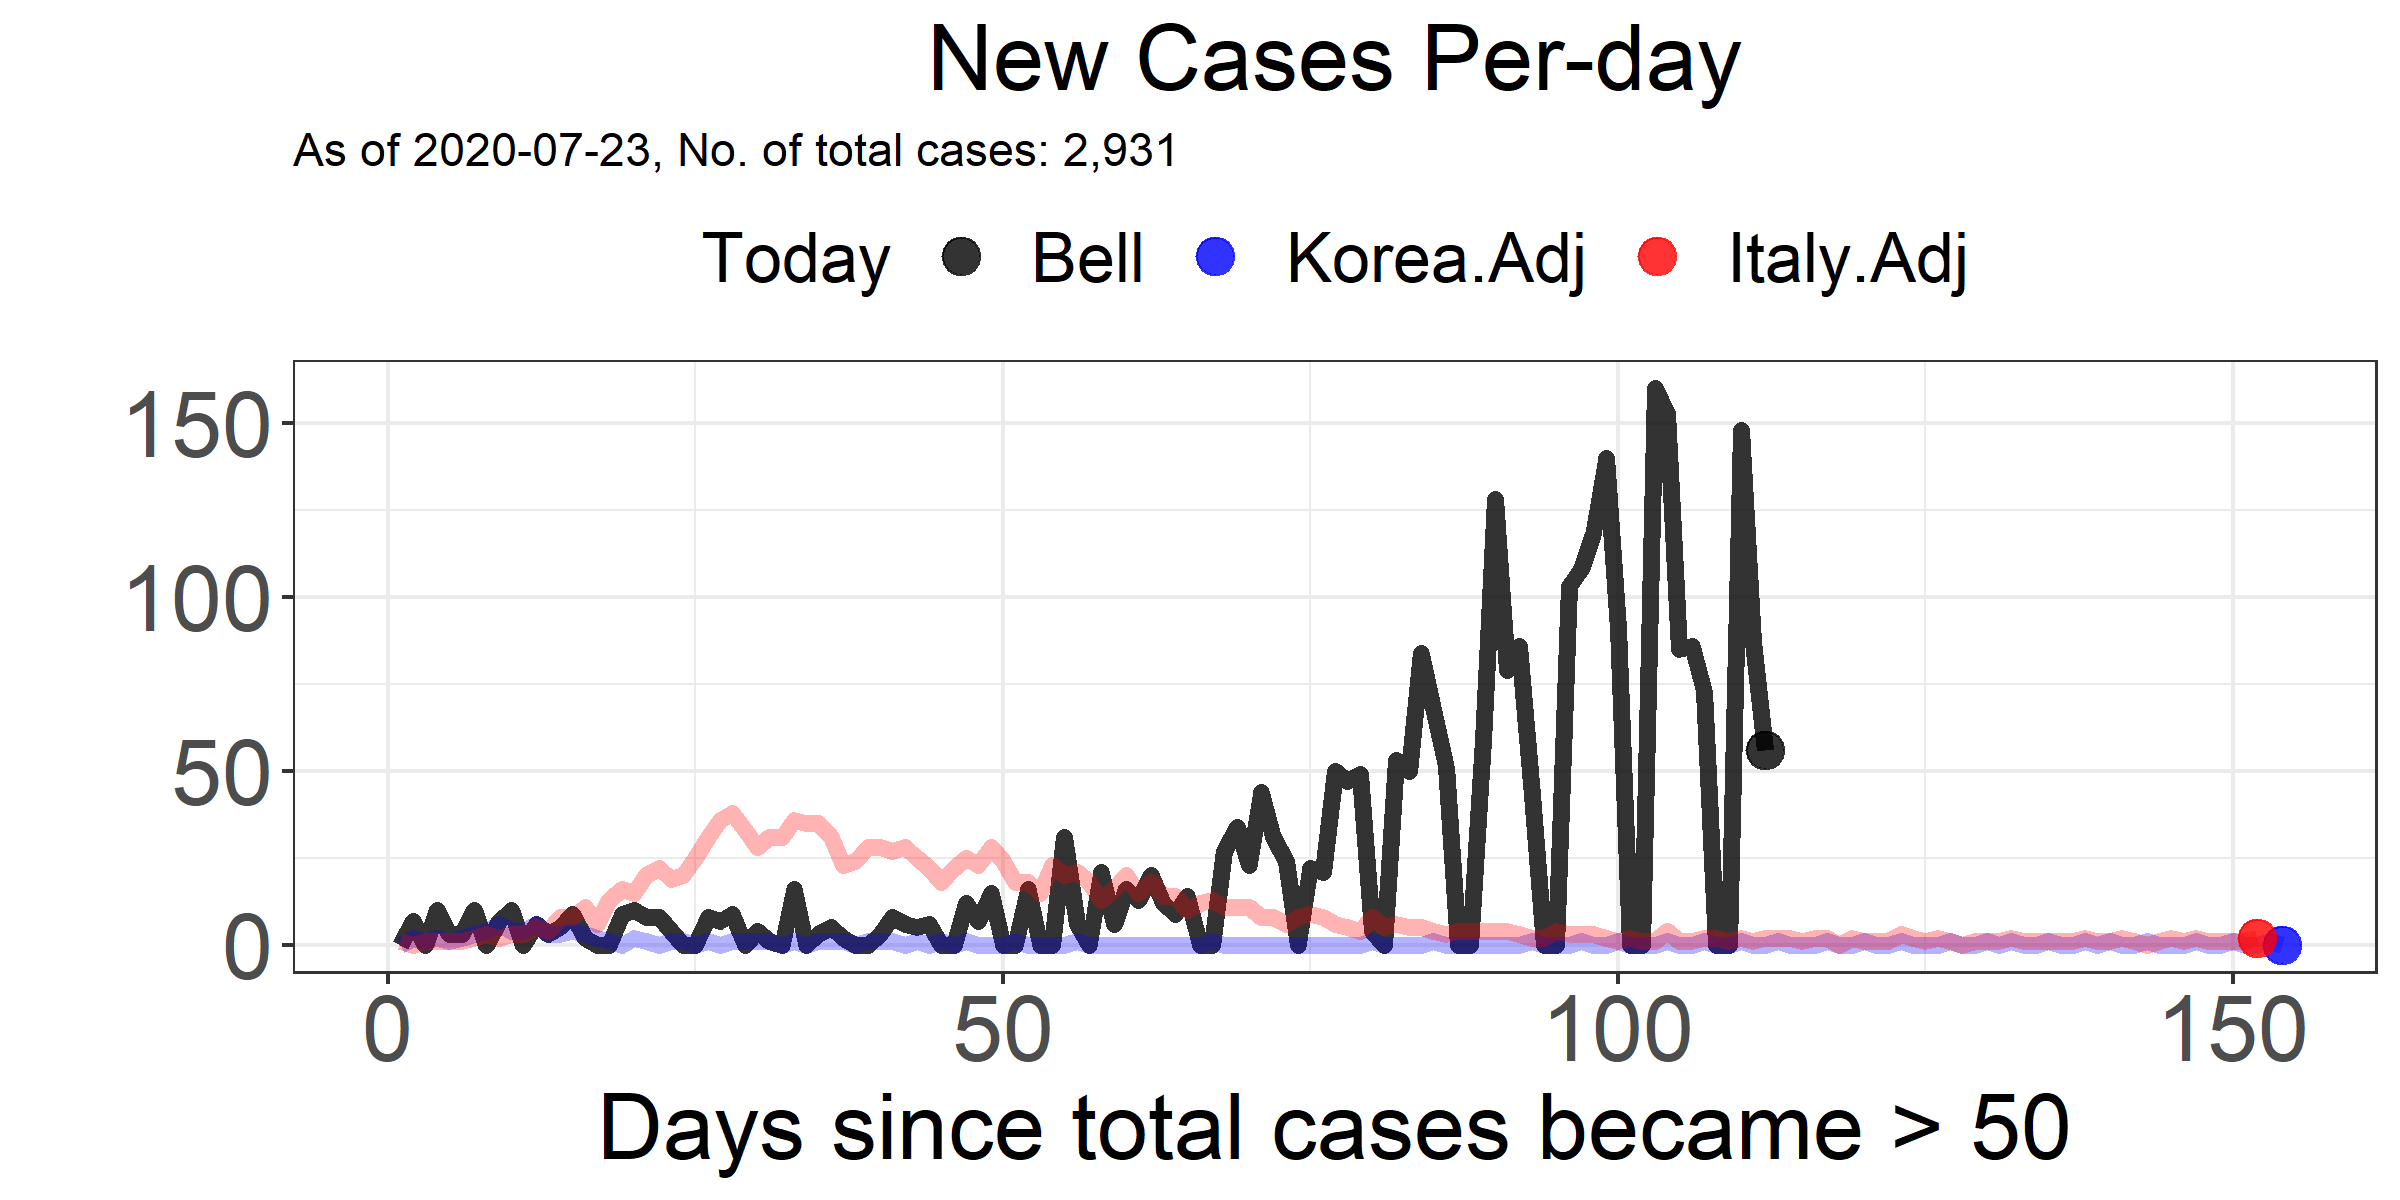 New Cases Per-day
As of 2020-07-23, No. of total cases: 2,931
Today Bell Korea.Adj Italy.Adj
150
100
50
0
0 50 100 150
Days since total cases became > 50